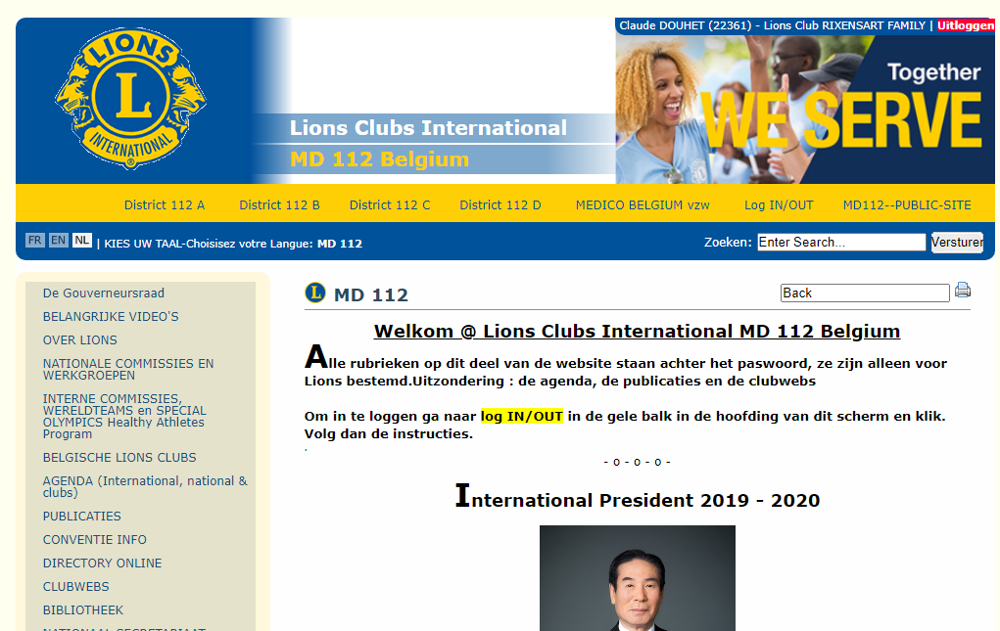 Claude DOUHET (22361) - Lions Club RIXENSART FAMILY | Uitloggen
LIONS
L
INTERNATIONAL
®
Together
WE SERVE
Lions Clubs International
MD 112 Belgium
District 112 A District 112 B District 112 C District 112 D MEDICO BELGIUM vzw Log IN/OUT MD112--PUBLIC-SITE
FR EN NL | KIES UW TAAL-Choisisez votre Langue: MD 112 Zoeken: Enter Search... Versturen
De Gouverneursraad
BELANGRIJKE VIDEO'S
OVER LIONS
NATIONALE COMMISSIES EN
WERKGROEPEN
INTERNE COMMISSIES,
WERELDTEAMS en SPECIAL
OLYMPICS Healthy Athletes
Program
BELGISCHE LIONS CLUBS
AGENDA (International, national &
clubs)
PUBLICATIES
CONVENTIE INFO
DIRECTORY ONLINE
CLUBWEBS
BIBLIOTHEEK
NATIONAAL SECRETARIAAT
L MD 112 Back
Welkom @ Lions Clubs International MD 112 Belgium
Alle rubrieken op dit deel van de website staan achter het paswoord, ze zijn alleen voor
Lions bestemd.Uitzondering : de agenda, de publicaties en de clubwebs
Om in te loggen ga naar log IN/OUT in de gele balk in de hoofding van dit scherm en klik.
Volg dan de instructies.
.
- o - o - o -
International President 2019 - 2020